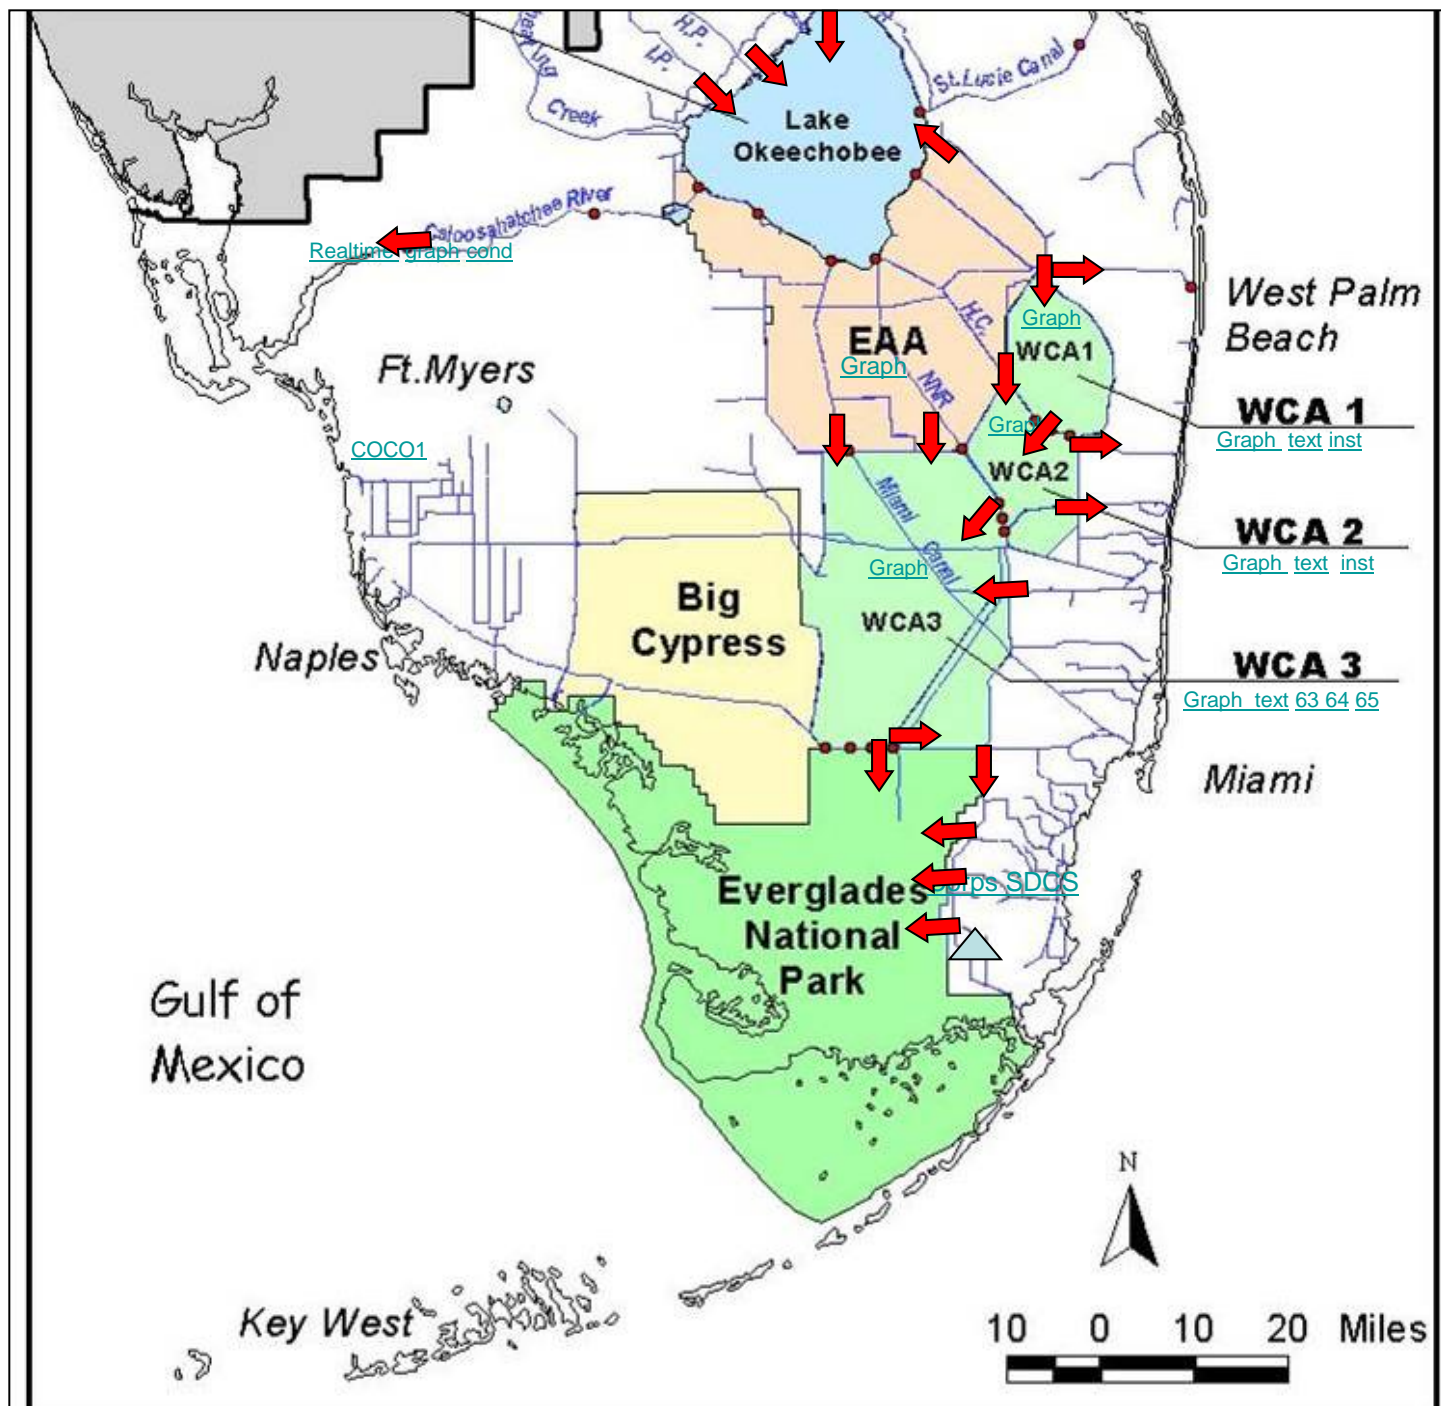 H.P.
I.P.
Creek
St.Lucie Canal
Lake
Okeechobee
Caloosahatchee River
Realtime graph cond
West Palm
Beach
Graph
WCA1
H.C.
EAA
Graph
NNR
Ft.Myers
WCA 1
Graph text inst
COCO1
WCA2
Miami
Canal
WCA 2
Graph text inst
Graph
Big
Cypress
WCA3
Naples
WCA 3
Graph text 63 64 65
Miami
Everglades
National
Park
SDCS
Gulf of
Mexico
N
Key West
10 0 10 20 Miles